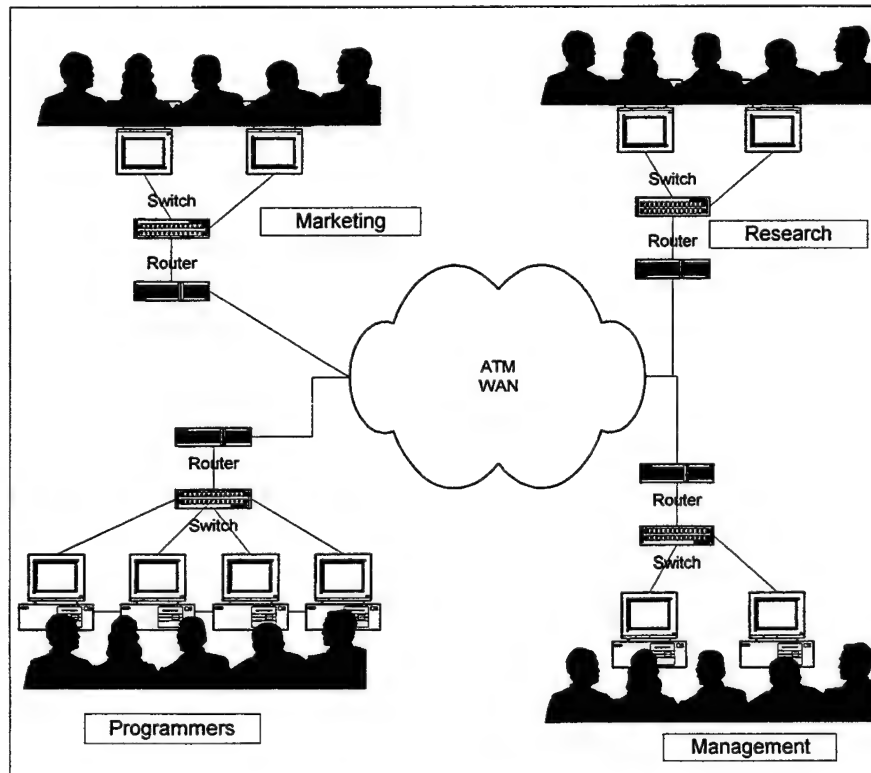 Switch
Marketing
Router
Switch
Router
Research
ATM
WAN
Router
Switch
Programmers
Router
Switch
Management